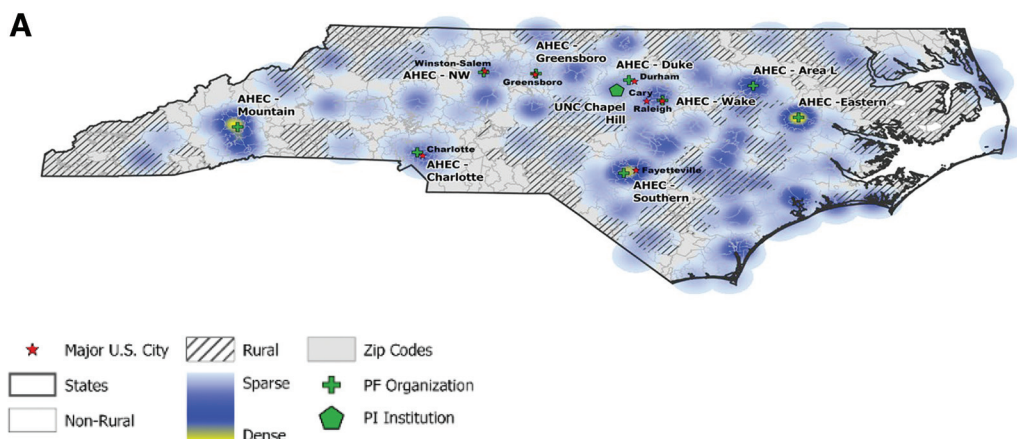 A
AHEC -
Greensboro
Winston-Salem
AHEC - NW
Greensboro
AHEC - Duke
Durham
AHEC - Area L
Cary
Raleigh
AHEC - Wake
UNC Chapel
Hill
AHEC -Eastern
AHEC -
Mountain
Charlotte
AHEC -
Charlotte
Fayetteville
AHEC -
Southern
Major U.S. City
Rural
Zip Codes
States
Sparse
PF Organization
Non-Rural
Dense
PI Institution